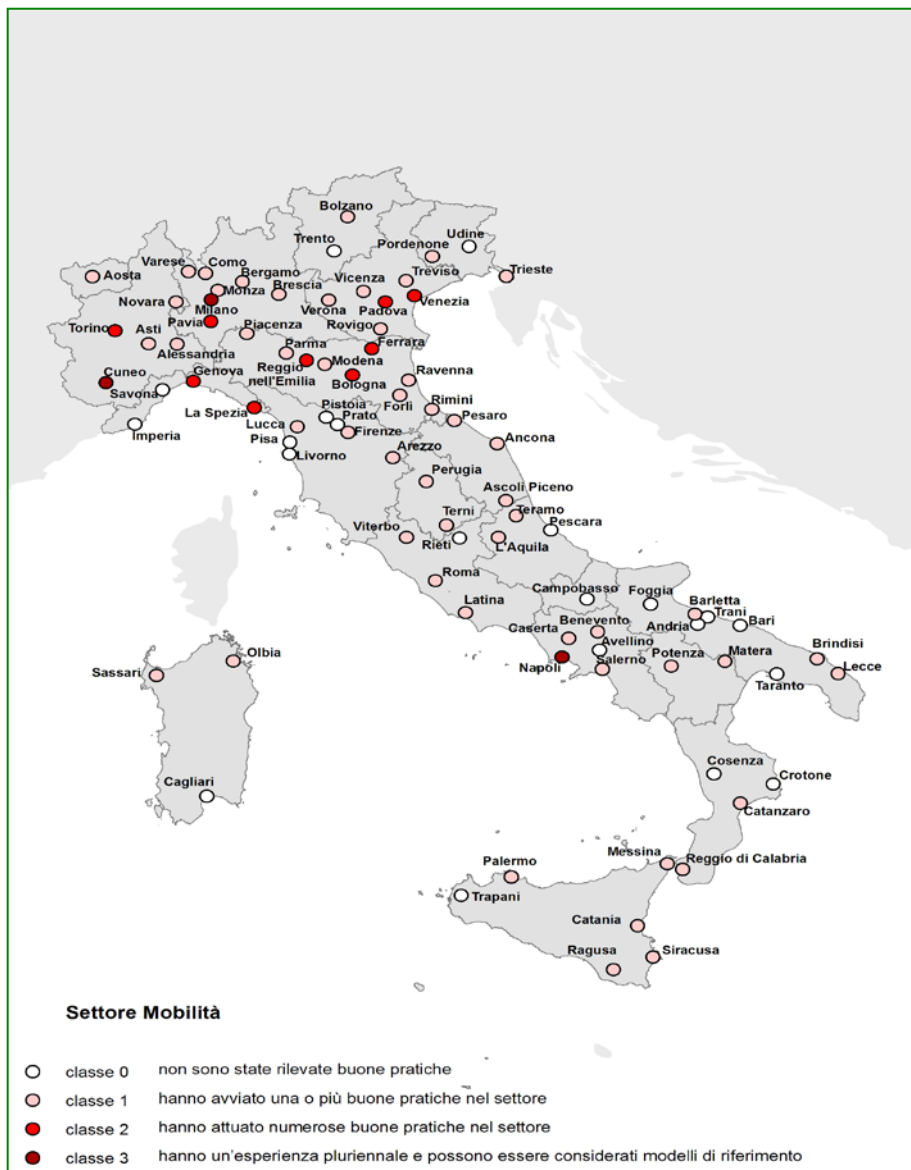 Bolzano
Trento
Udine
Pordenone
Aosta
Varese
Como
Bergamo
Monza
Brescia
Vicenza
Treviso
Trieste
Novara
Milano
Verona
Padova
Venezia
Torino
Asti
Pavia
Piacenza
Rovigo
Alessandria
Parma
Ferrara
Cuneo
Genova
Reggio
nell'Emilia
Modena
Bologna
Ravenna
Savona
La Spezia
Pistoia
Prato
Forlì
Rimini
Imperia
Lucca
Firenze
Pesaro
Pisa
Livorno
Arezzo
Ancona
Perugia
Ascoli Piceno
Terni
Teramo
Viterbo
Pescara
Rieti
L'Aquila
Roma
Latina
Campobasso
Foggia
Barletta
Trani
Caserta
Benevento
Andria
Bari
Avellino
Napoli
Salerno
Potenza
Matera
Brindisi
Lecce
Taranto
Olbia
Sassari
Cagliari
Cosenza
Crotone
Catanzaro
Messina
Reggio di Calabria
Palermo
Trapani
Catania
Ragusa
Siracusa
Settore Mobilità
classe 0 non sono state rilevate buone pratiche
classe 1 hanno avviato una o più buone pratiche nel settore
classe 2 hanno attuato numerose buone pratiche nel settore
classe 3 hanno un'esperienza pluriennale e possono essere considerati modelli di riferimento